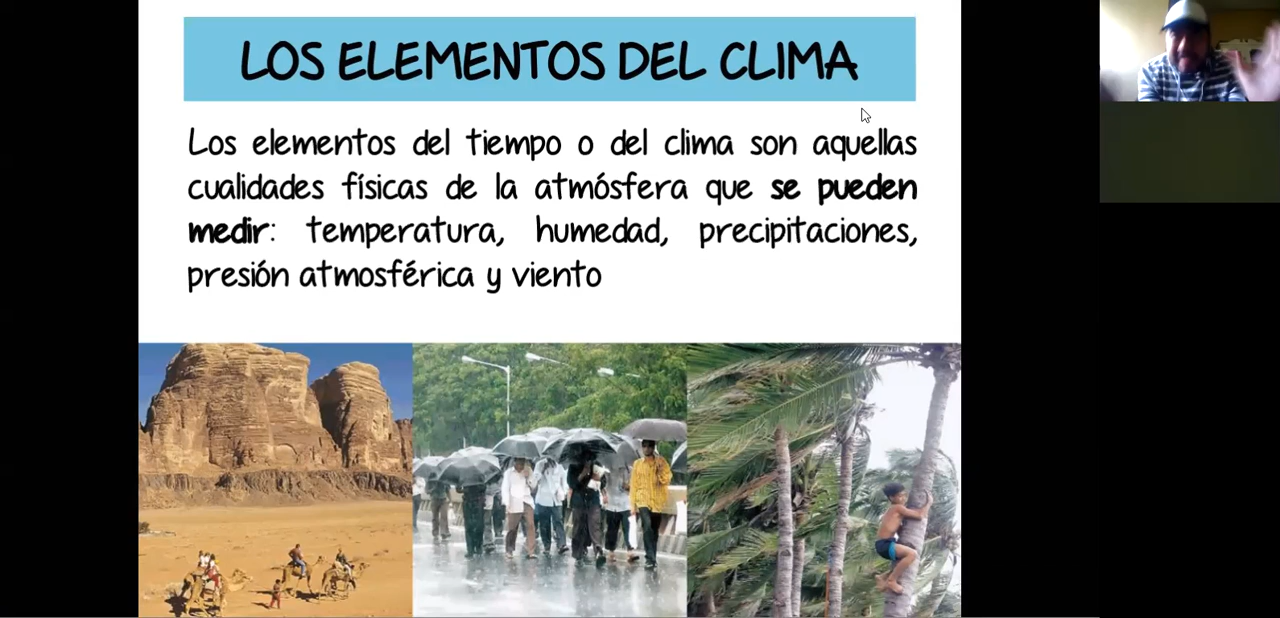 LOS ELEMENTOS DEL CLIMA
Los elementos del tiempo o del clima son aquellas
cualidades físicas de la atmósfera que se pueden
medir: temperatura, humedad, precipitaciones,
presión atmosférica y viento